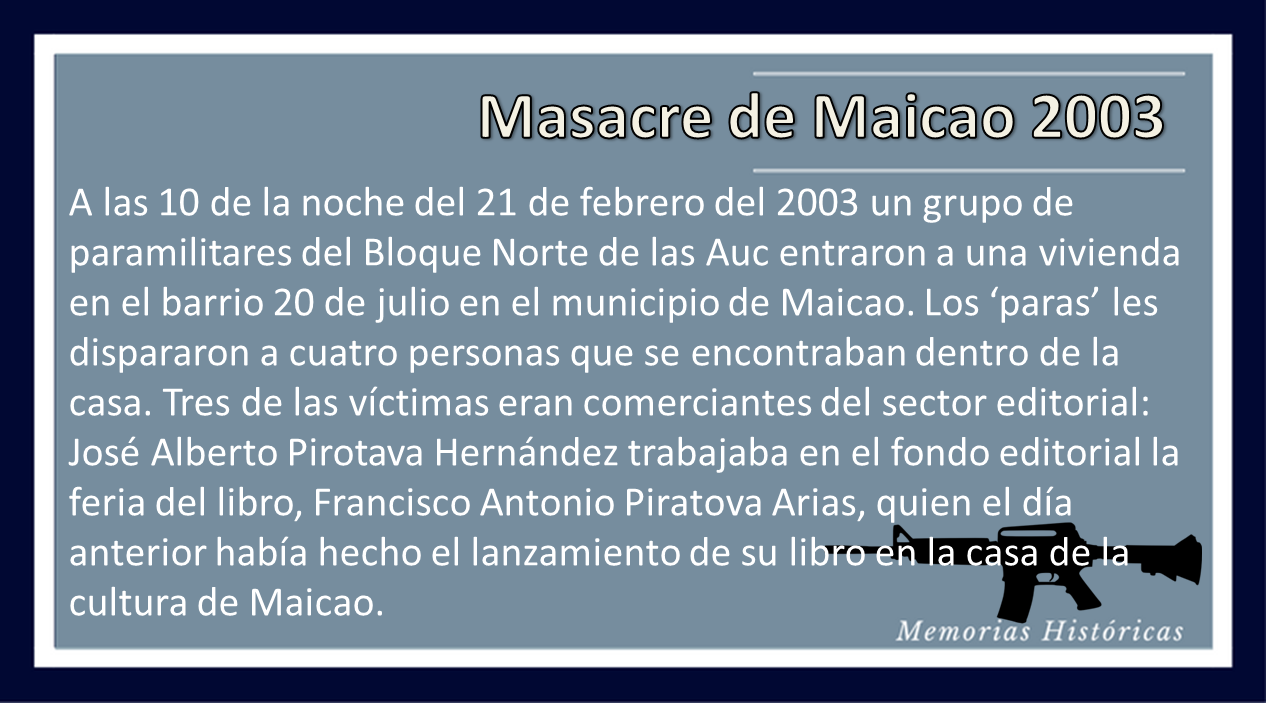 Masacre de Maicao 2003
A las 10 de la noche del 21 de febrero del 2003 un grupo de
paramilitares del Bloque Norte de las Auc entraron a una vivienda
en el barrio 20 de julio en el municipio de Maicao. Los ‘paras’ les
dispararon a cuatro personas que se encontraban dentro de la
casa. Tres de las víctimas eran comerciantes del sector editorial:
José Alberto Pirotava Hernández trabajaba en el fondo editorial la
feria del libro, Francisco Antonio Piratova Arias, quien el día
anterior había hecho el lanzamiento de su libro en la casa de la
cultura de Maicao.
Memorias Históricas